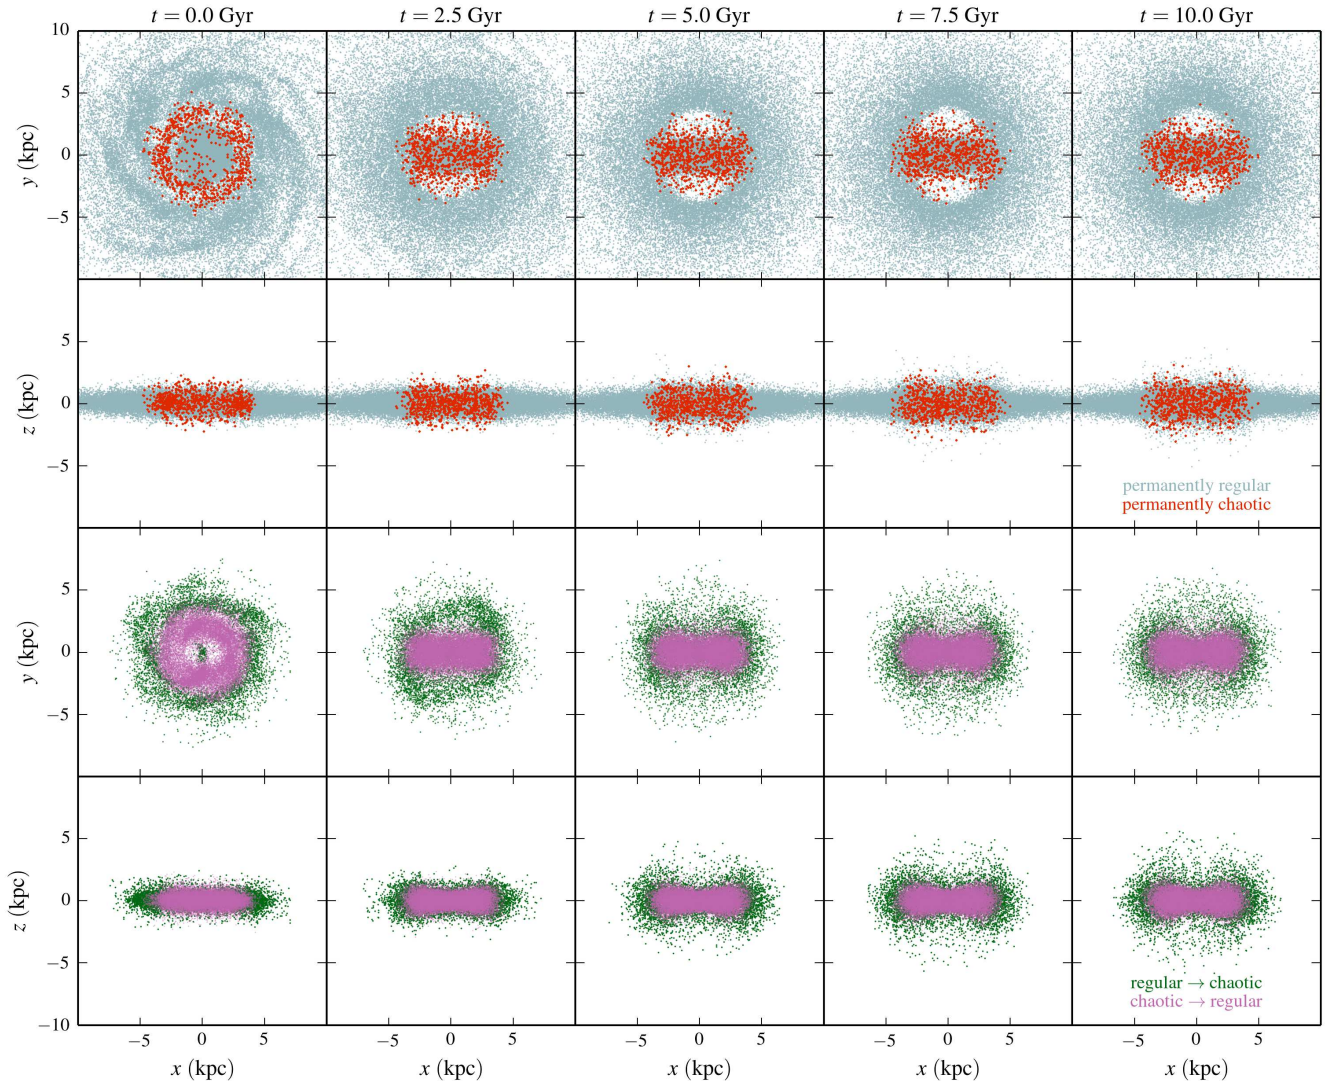 t = 0.0 Gyr t = 2.5 Gyr t = 5.0 Gyr t = 7.5 Gyr t = 10.0 Gyr
10
5
y (kpc)
0
−5
5
z (kpc)
0
−5
permanently regular
permanently chaotic
5
y (kpc)
0
−5
5
z (kpc)
0
−5
regular → chaotic
chaotic → regular
−10
−5 0 5 −5 0 5 −5 0 5 −5 0 5 −5 0 5
x (kpc) x (kpc) x (kpc) x (kpc) x (kpc)